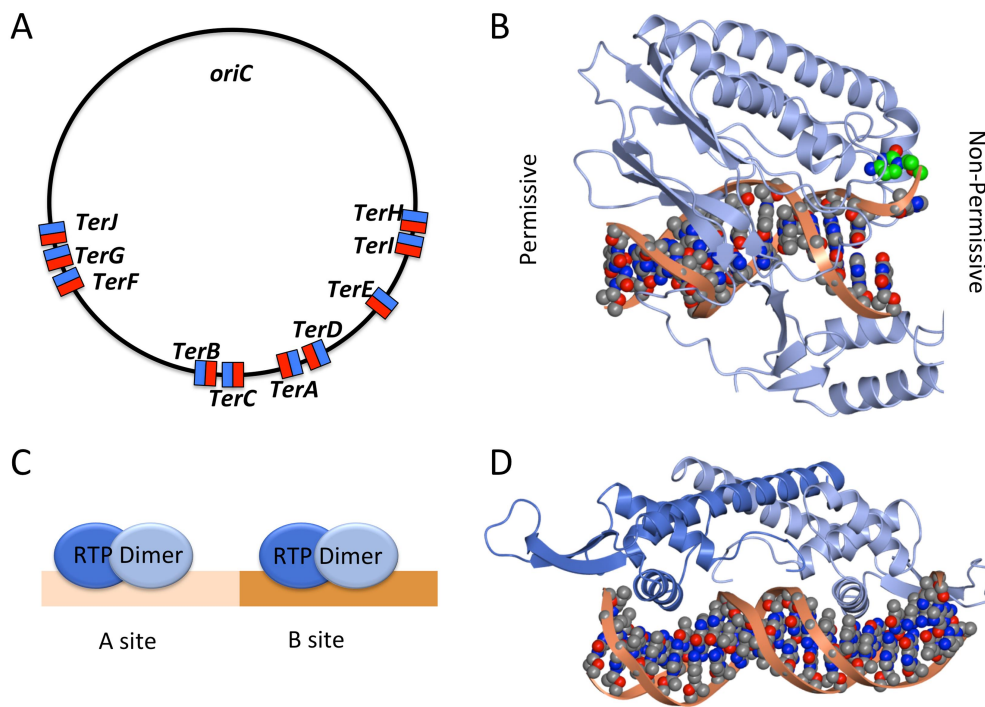 A
oriC
TerJ
TerG
TerF
TerH
TerI
TerE
TerD
TerB
TerC
TerA
B
Permissive
Non-Permissive
C
RTP Dimer
RTP Dimer
A site
B site
D